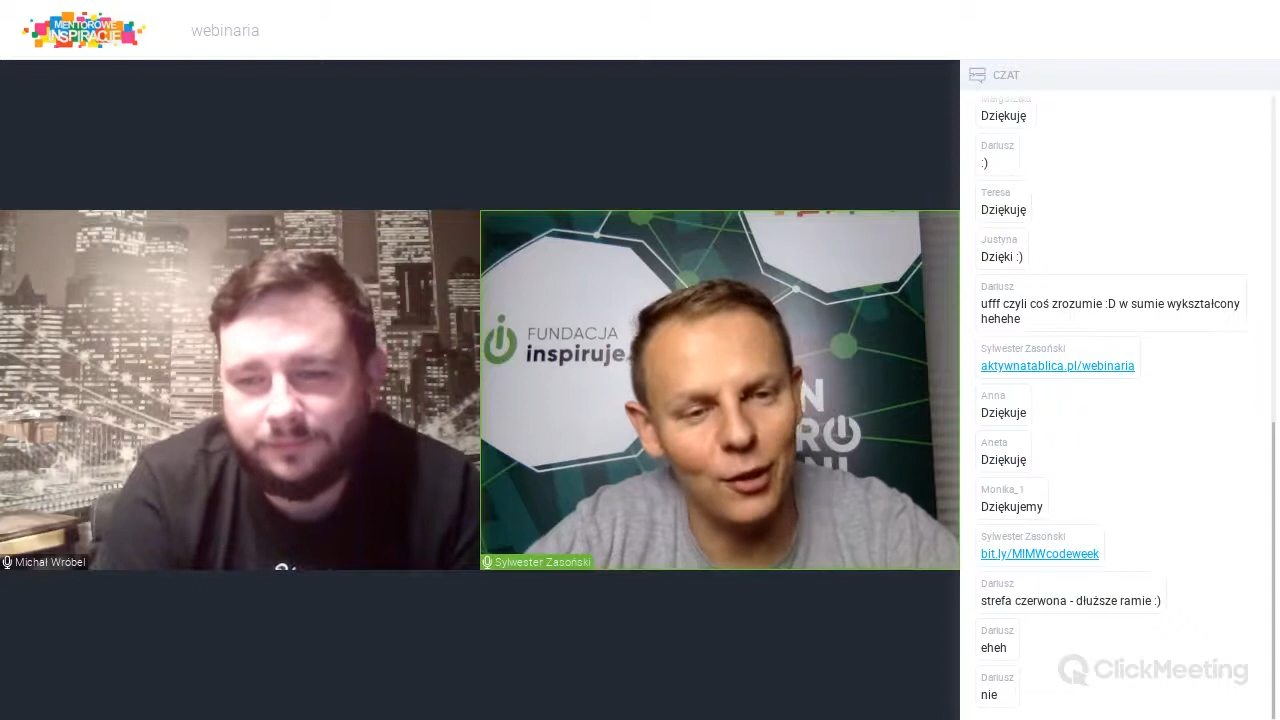 MENTOROWE
INSPIRACJE
webinaria
CZAT
Małgorzata
Dziękuję
Dariusz
:)
Teresa
Dziękuję
Justyna
Dzięki :)
Dariusz
ufff czyli coś zrozumie :D w sumie wykształcony
hehehe
Sylwester Zasoński
aktywnatablica.pl/webinaria
Anna
Dziękuje
Aneta
Dziękuję
Monika_1
Dziękujemy
Sylwester Zasoński
bit.ly/MIMWcodeweek
Dariusz
strefa czerwona - dłuższe ramie :)
Dariusz
eheh
Dariusz
nie
ClickMeeting
FUNDACJA
inspiruje.
Michał Wróbel
Sylwester Zasoński